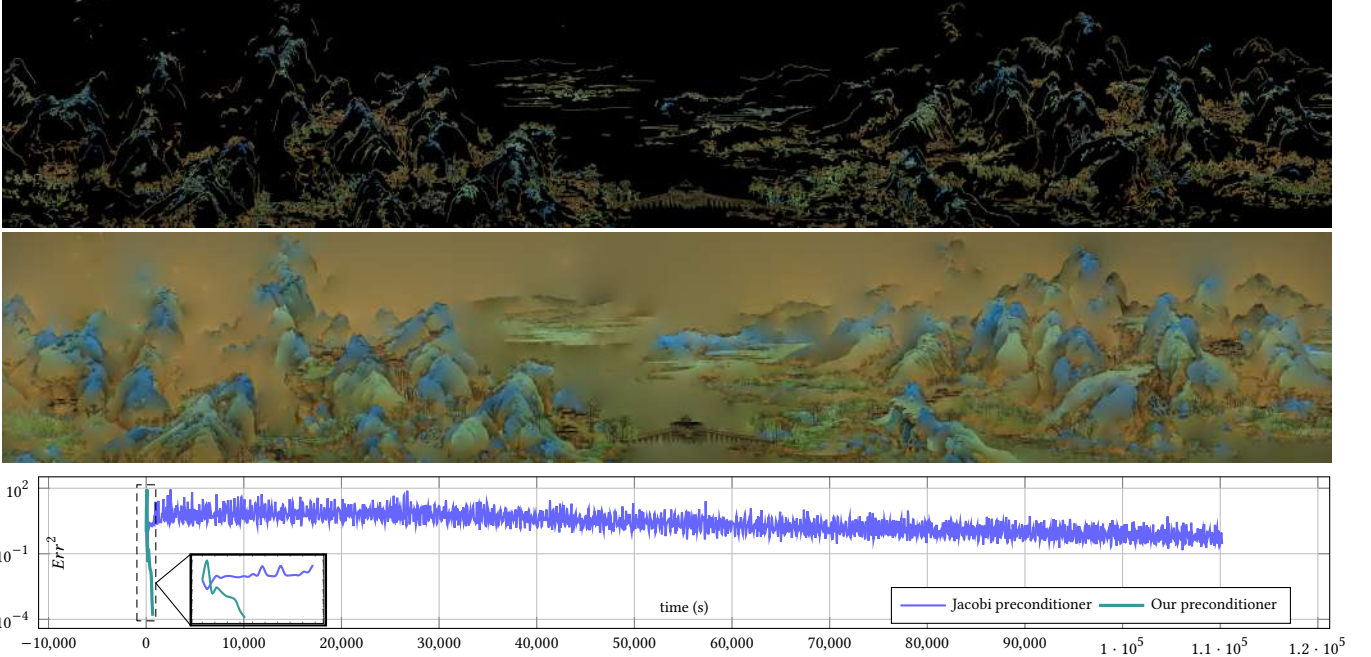 10²
10⁻¹
10⁻⁴
Err²
time (s)
Jacobi preconditioner
Our preconditioner
−10,000 0 10,000 20,000 30,000 40,000 50,000 60,000 70,000 80,000 90,000 1 · 10⁵ 1.1 · 10⁵ 1.2 · 10⁵